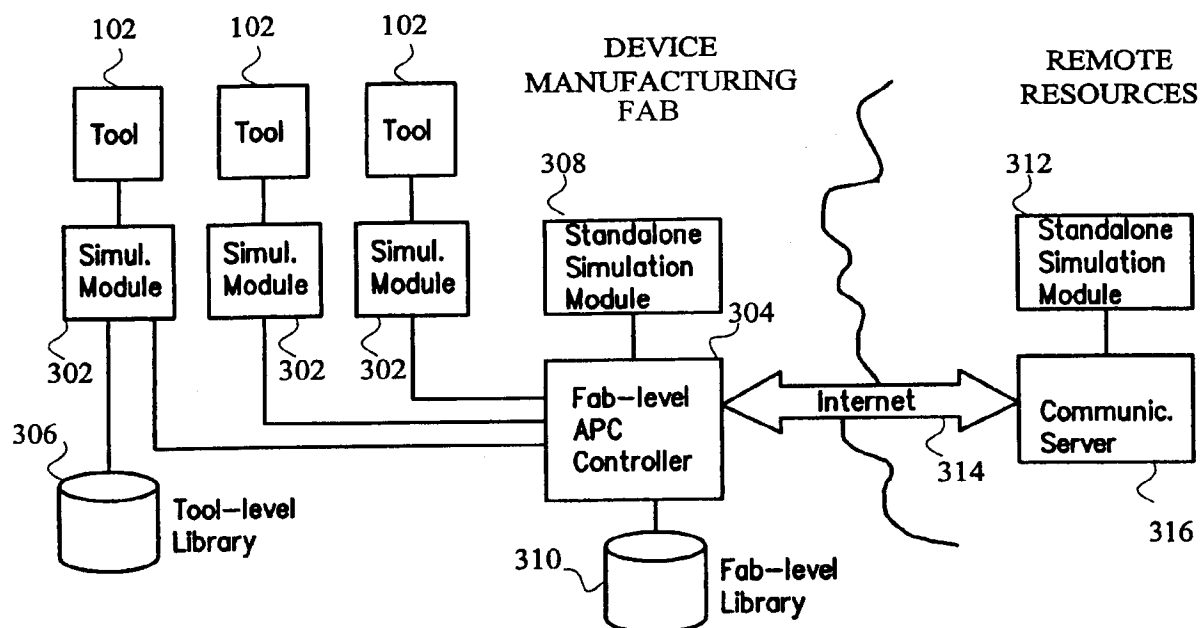 102
102
102
DEVICE
MANUFACTURING
FAB
REMOTE
RESOURCES
Tool
Tool
Tool
308
312
Simul.
Module
Simul.
Module
Simul.
Module
Standalone
Simulation
Module
Standalone
Simulation
Module
302
302
302
304
Fab-level
APC
Controller
Internet
Communic.
Server
306
314
316
Tool-level
Library
310
Fab-level
Library